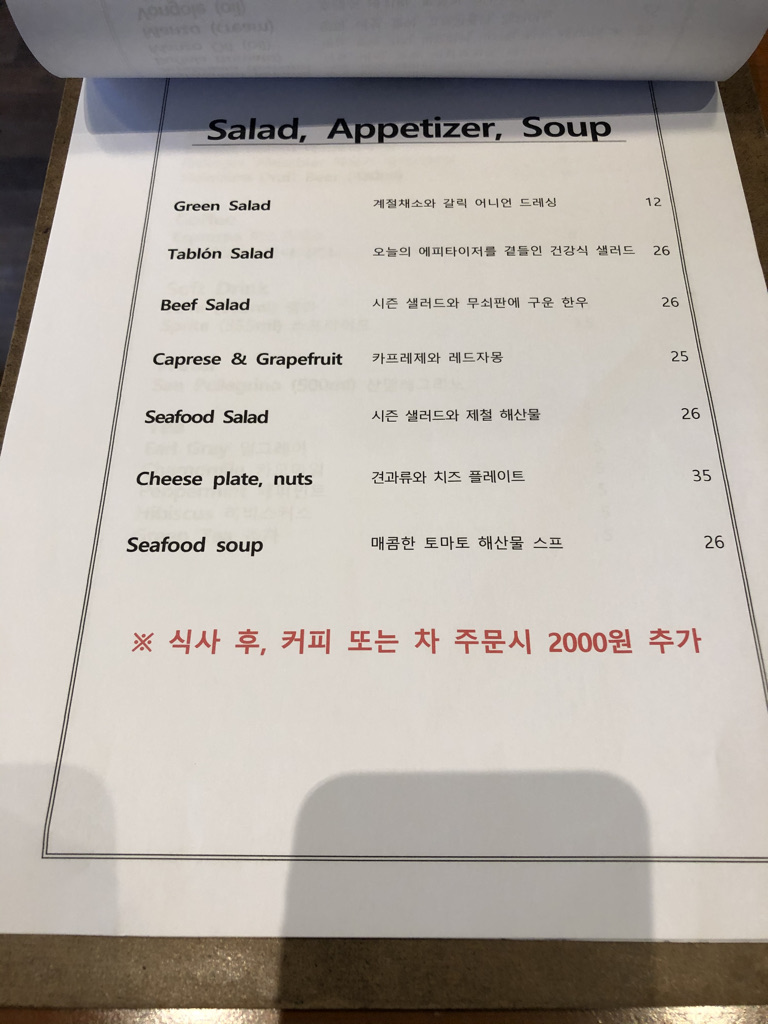 Salad, Appetizer, Soup
Green Salad 계절채소와 갈릭 어니언 드레싱 12
Tablón Salad 오늘의 에피타이저를 곁들인 건강식 샐러드 26
Beef Salad 시즌 샐러드와 무쇠판에 구운 한우 26
Caprese & Grapefruit 카프레제와 레드자몽 25
Seafood Salad 시즌 샐러드와 제철 해산물 26
Cheese plate, nuts 견과류와 치즈 플레이트 35
Seafood soup 매콤한 토마토 해산물 스프 26
※ 식사 후, 커피 또는 차 주문시 2000원 추가